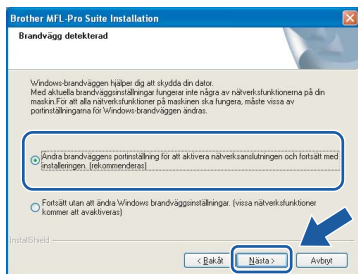 Brother MFL-Pro Suite Installation
Brandvägg detekterad
Windows-brandväggen hjälper dig att skydda din dator.
Med aktuella brandväggsinställningar fungerar inte några av nätverksfunktionerna på din
maskin.För att alla nätverksfunktioner på maskinen ska fungera, måste vissa av
portinställningarna för Windows-brandväggen ändras.
Ändra brandväggens portinställning för att aktivera nätverksanslutningen och fortsätt med
installeringen. (rekommenderas)
Fortsätt utan att ändra Windows brandväggsinställningar. (vissa nätverksfunktioner
kommer att avaktiveras)
InstallShield
< Bakåt Nästa > Avbryt